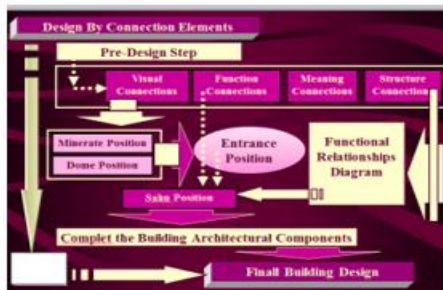 Design By Connection Elements
Pre-Design Step
Visual
Connections
Function
Connections
Meaning
Connections
Structure
Connection
Minerate Position
Dome Position
Entrance
Position
Functional
Relationships
Diagram
Sahn Position
Complet the Building Architectural Components
Finall Building Design